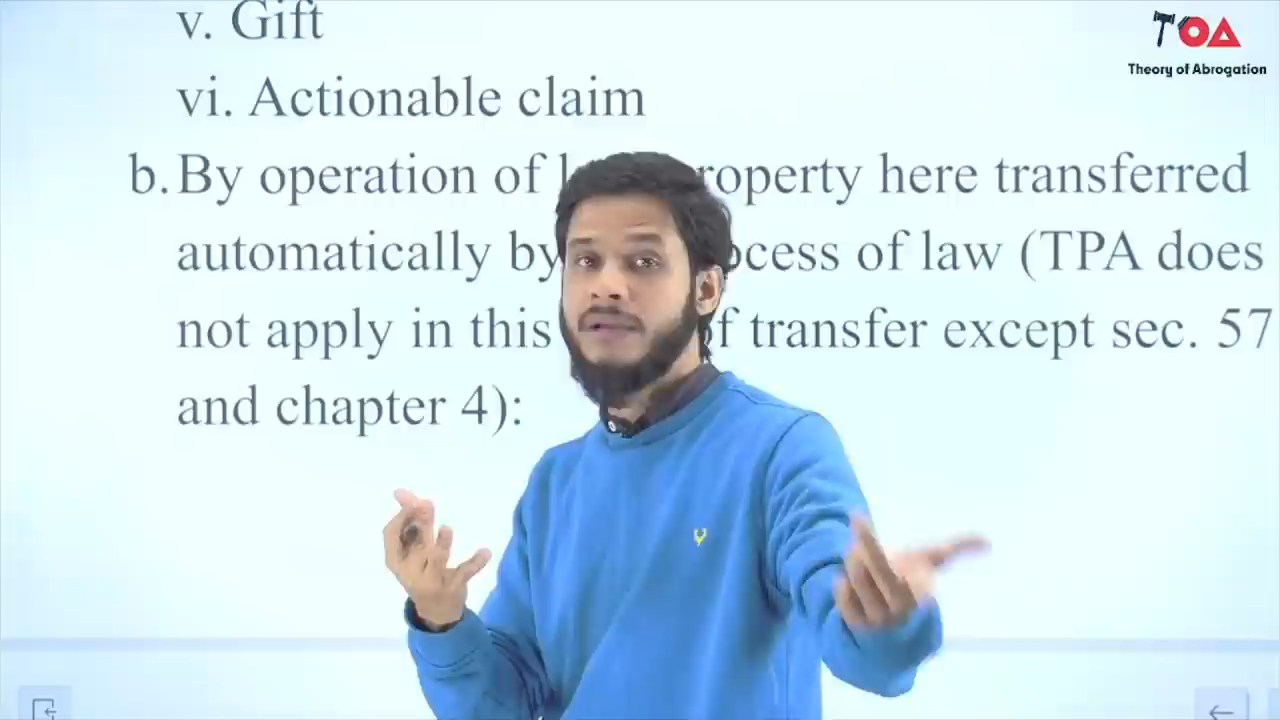 v. Gift
vi. Actionable claim
b. By operation of roperty here transferred
automatically by ocess of law (TPA does
not apply in this f transfer except sec. 57
and chapter 4):
TOA
Theory of Abrogation